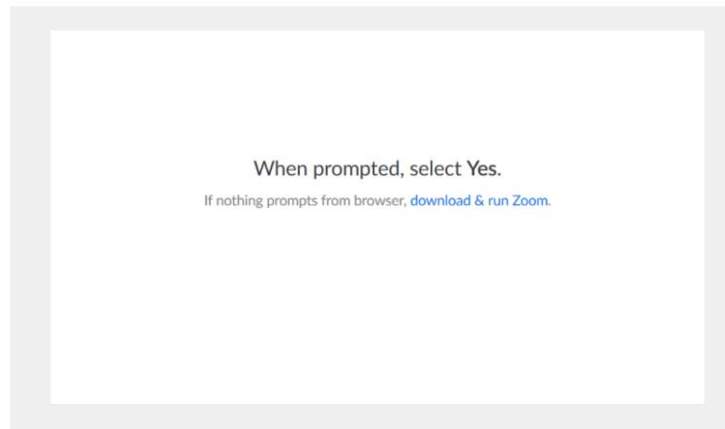 When prompted, select Yes.
If nothing prompts from browser, download & run Zoom.